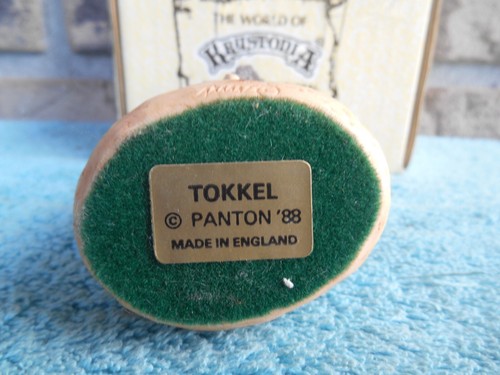 THE WORLD OF
KRYSTONIA
TOKKEL
© PANTON '88
MADE IN ENGLAND